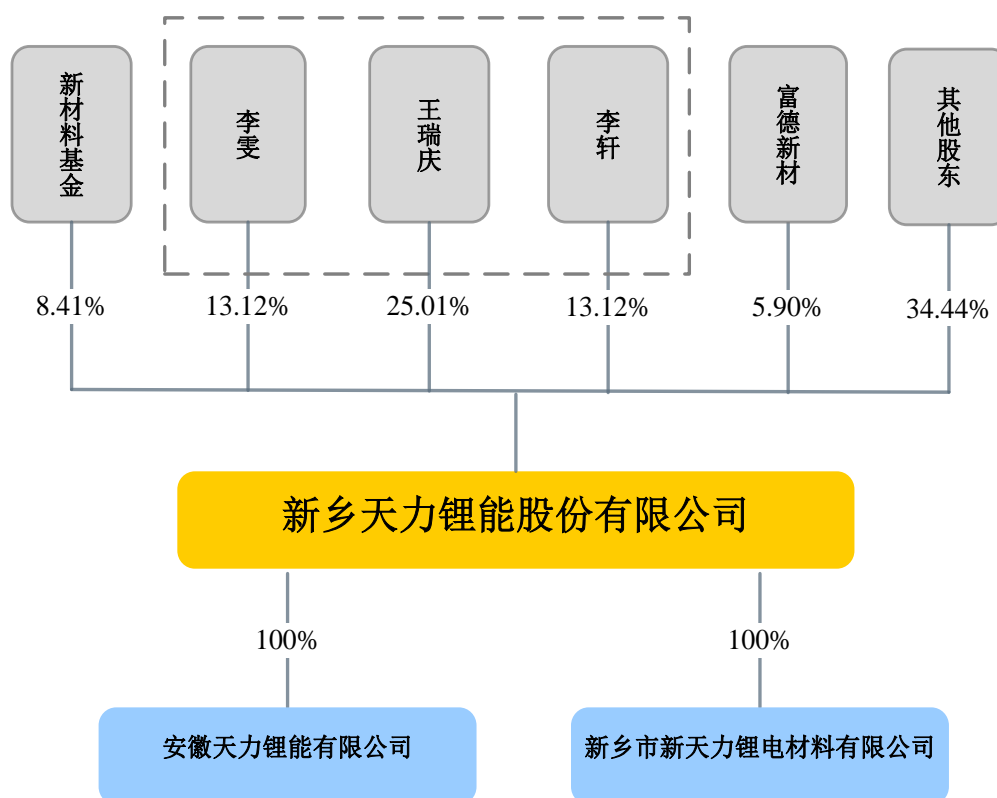 新材料基金
李雯
王瑞庆
李轩
富德新材
其他股东
8.41%
13.12%
25.01%
13.12%
5.90%
34.44%
新乡天力锂能股份有限公司
100%
100%
安徽天力锂能有限公司
新乡市新天力锂电材料有限公司